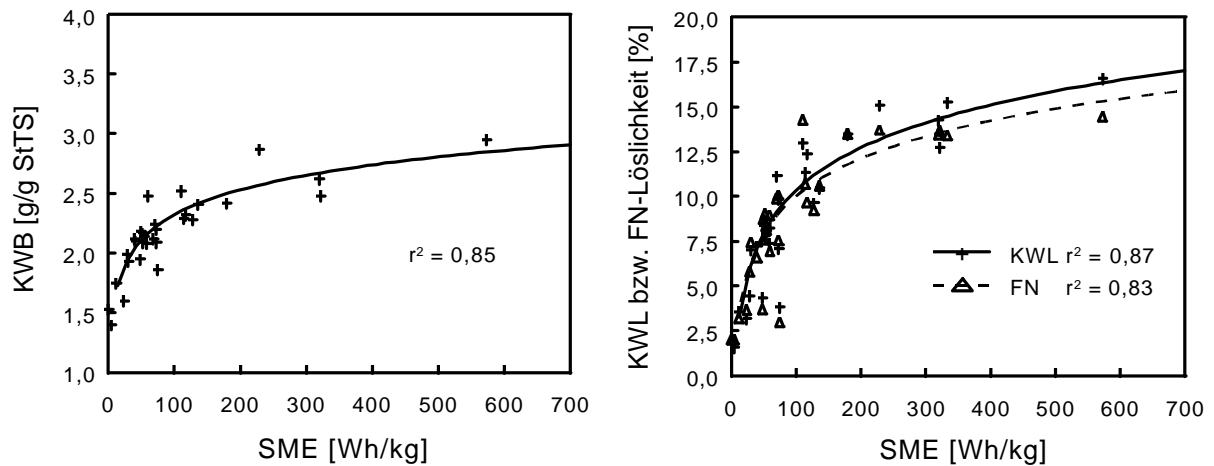 KWB [g/g StTS]
4,0
3,5
3,0
2,5
2,0
1,5
1,0
r² = 0,85
0 100 200 300 400 500 600 700
SME [Wh/kg]
KWL bzw. FN-Löslichkeit [%]
20,0
17,5
15,0
12,5
10,0
7,5
5,0
2,5
0,0
KWL r² = 0,87
FN r² = 0,83
0 100 200 300 400 500 600 700
SME [Wh/kg]